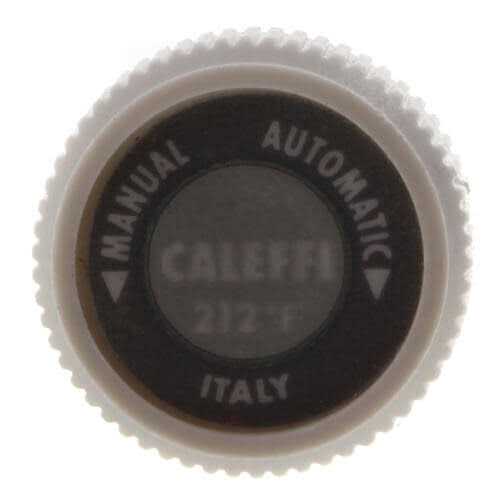 ◀ MANUAL
AUTOMATIC ▶
CALEFFI
212°F
ITALY